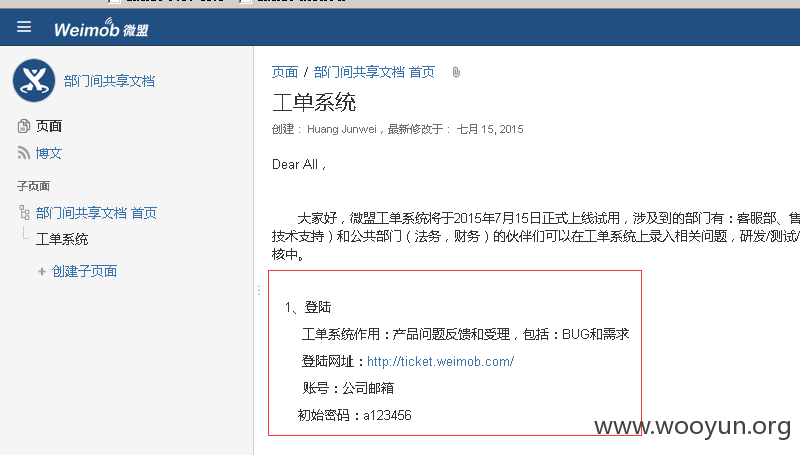 Weimob 微盟
部门间共享文档
页面
博文
子页面
部门间共享文档 首页
工单系统
+ 创建子页面
页面 / 部门间共享文档 首页
工单系统
创建： Huang Junwei，最新修改于： 七月 15, 2015
Dear All，
大家好，微盟工单系统将于2015年7月15日正式上线试用，涉及到的部门有：客服部、售
技术支持）和公共部门（法务，财务）的伙伴们可以在工单系统上录入相关问题，研发/测试/
核中。
1、登陆
工单系统作用：产品问题反馈和受理，包括：BUG和需求
登陆网址：http://ticket.weimob.com/
账号：公司邮箱
初始密码：a123456
www.wooyun.org